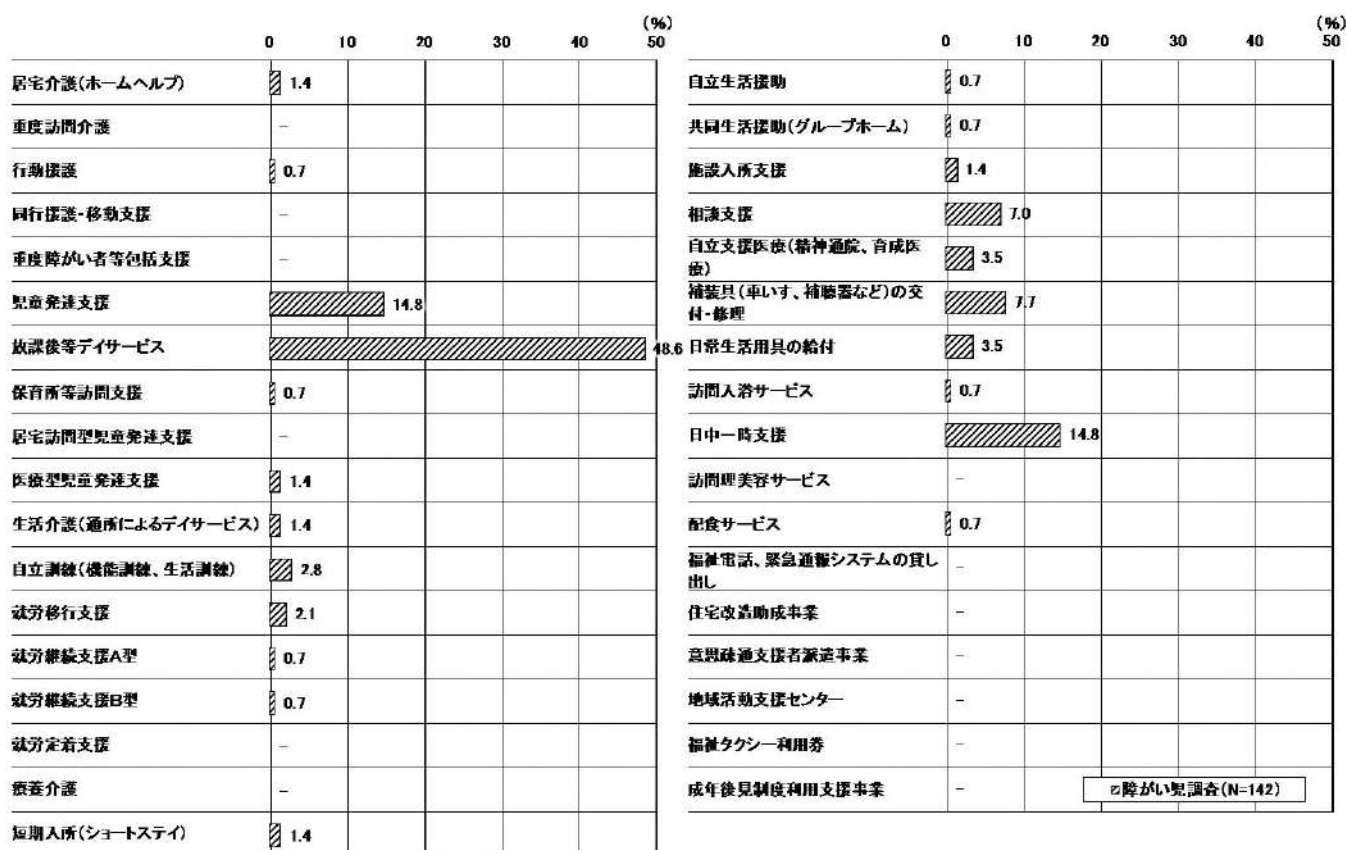 (%)
0 10 20 30 40 50
居宅介護(ホームヘルプ) 1.4
重度訪問介護 -
行動援護 0.7
同行援護・移動支援 -
重度障がい者等包括支援 -
児童発達支援 14.8
放課後等デイサービス 48.6
保育所等訪問支援 0.7
居宅訪問型児童発達支援 -
医療型児童発達支援 1.4
生活介護(通所によるデイサービス) 1.4
自立訓練(機能訓練、生活訓練) 2.8
就労移行支援 2.1
就労継続支援A型 0.7
就労継続支援B型 0.7
就労定着支援 -
療養介護 -
短期入所(ショートステイ) 1.4
(%)
0 10 20 30 40 50
自立生活援助 0.7
共同生活援助(グループホーム) 0.7
施設入所支援 1.4
相談支援 7.0
自立支援医療(精神通院、育成医
療) 3.5
補装具(車いす、補聴器など)の交
付・修理 7.7
日常生活用具の給付 3.5
訪問入浴サービス 0.7
日中一時支援 14.8
訪問理美容サービス -
配食サービス 0.7
福祉電話、緊急通報システムの貸し
出し -
住宅改造助成事業 -
意思疎通支援者派遣事業 -
地域活動支援センター -
福祉タクシー利用券 -
成年後見制度利用支援事業 -
障がい児調査(N=142)